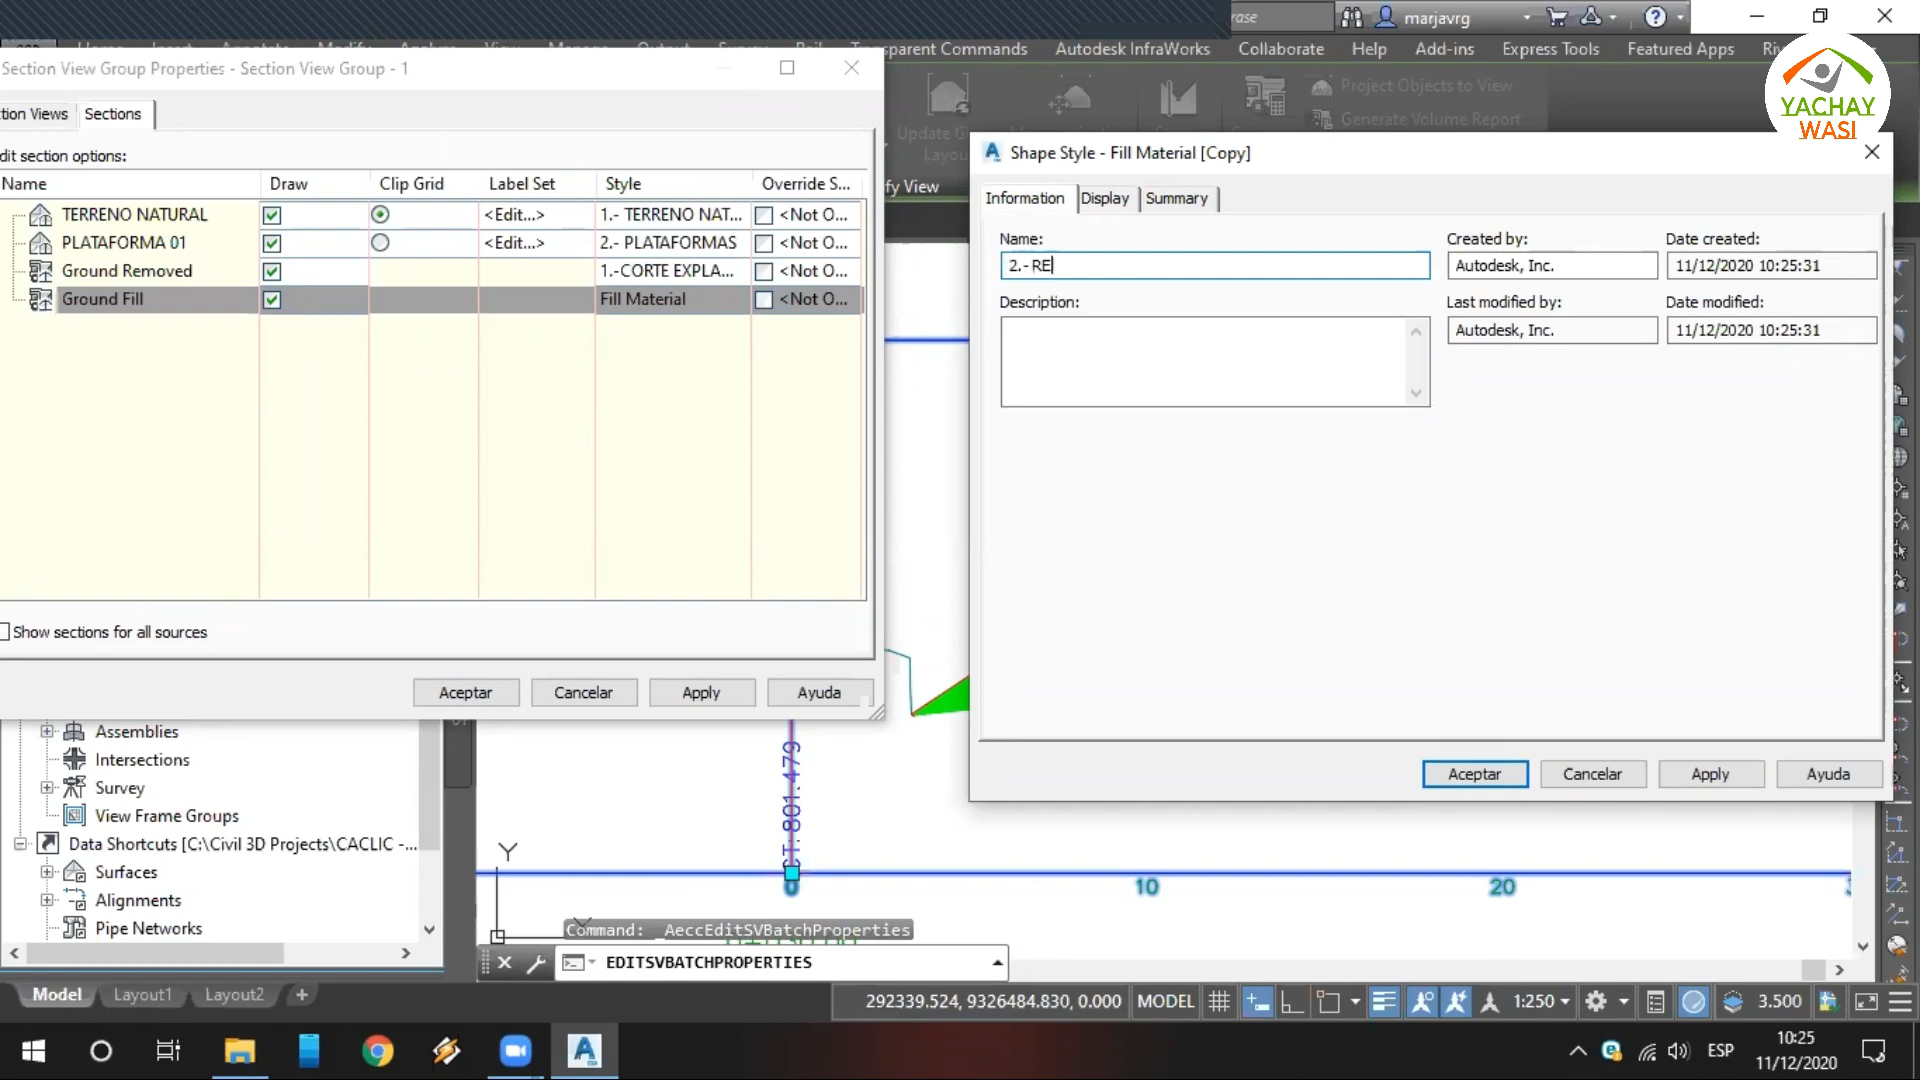 rase
marjavrg
Transparent Commands Autodesk InfraWorks Collaborate Help Add-ins Express Tools Featured Apps
Section View Group Properties - Section View Group - 1
tion Views Sections
dit section options:
Name Draw Clip Grid Label Set Style Override S...
TERRENO NATURAL <Edit...> 1.- TERRENO NAT... <Not O...
PLATAFORMA 01 <Edit...> 2.- PLATAFORMAS <Not O...
Ground Removed 1.-CORTE EXPLA... <Not O...
Ground Fill Fill Material <Not O...
Show sections for all sources
Aceptar Cancelar Apply Ayuda
Project Objects to View
Generate Volume Report
fy View
YACHAY
WASI
Shape Style - Fill Material [Copy]
Information Display Summary
Name: Created by: Date created:
2.- RE Autodesk, Inc. 11/12/2020 10:25:31
Description: Last modified by: Date modified:
Autodesk, Inc. 11/12/2020 10:25:31
Aceptar Cancelar Apply Ayuda
Assemblies
Intersections
Survey
View Frame Groups
Data Shortcuts [C:\Civil 3D Projects\CACLIC -...
Surfaces
Alignments
Pipe Networks
CT:801.479
Y
0 10 20
Command: _AeccEditSVBatchProperties
EDITSVBATCHPROPERTIES
Model Layout1 Layout2 +
292339.524, 9326484.830, 0.000 MODEL 1:250 3.500
ESP
10:25
11/12/2020